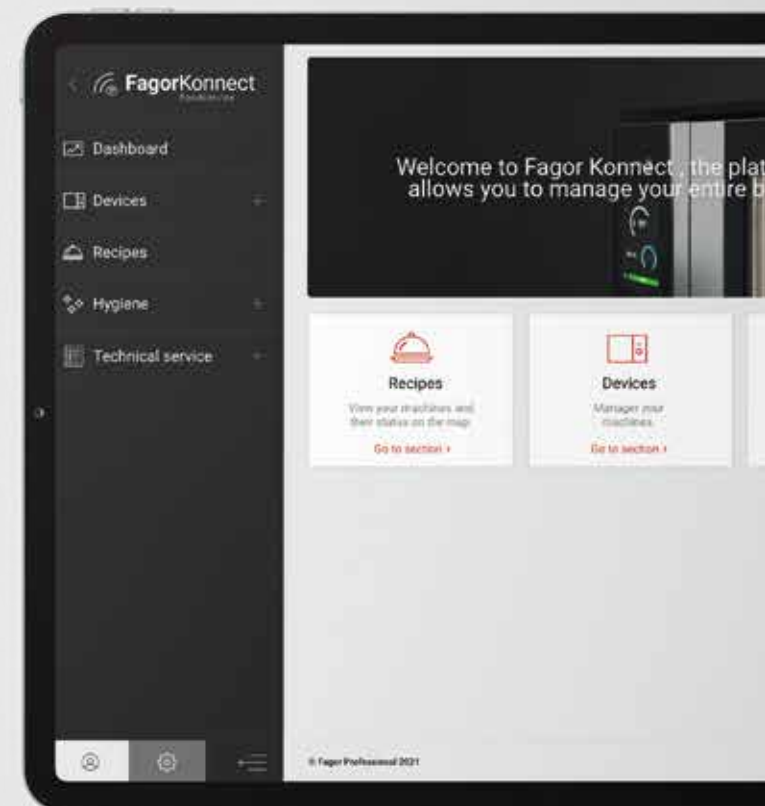 FagorKonnect
Dashboard
Devices
Recipes
Hygiene
Technical service
Welcome to Fagor Konnect, the plat
allows you to manage your entire b
Recipes
View your machines and
their status on the map.
Go to section ›
Devices
Manager your
machines.
Go to section ›
© Fagor Professional 2021